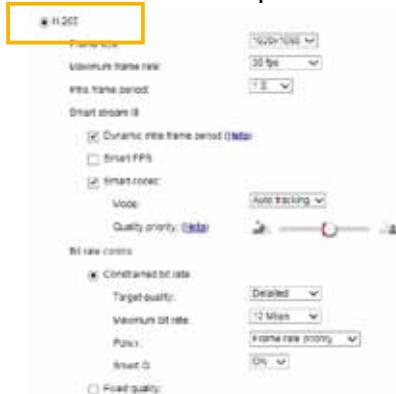 H.265
Frame size: 1920x1080
Maximum frame rate: 30 fps
Intra frame period: 1 S
Smart stream III
Dynamic intra frame period (Help)
Smart FPS
Smart codec:
Mode: Auto tracking
Quality priority: (Help)
Bit rate control
Constrained bit rate:
Target quality: Detailed
Maximum bit rate: 12 Mbps
Policy: Frame rate priority
Smart Q: ON
Fixed quality: